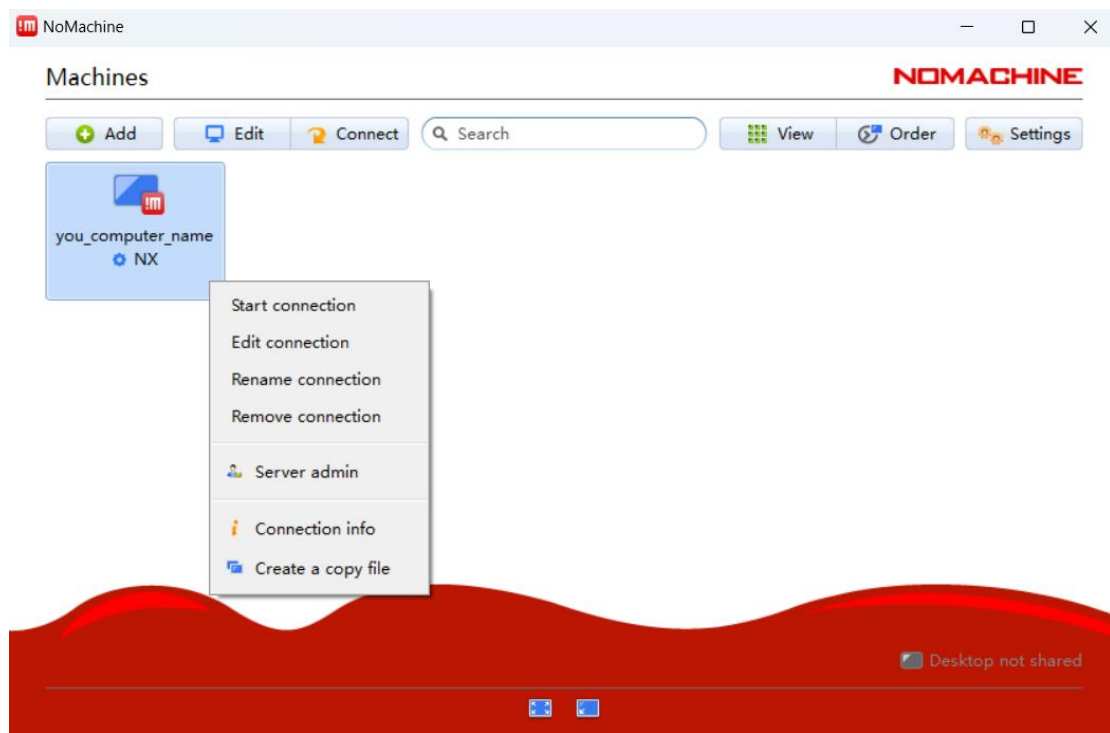 NoMachine
Machines
NOMACHINE
Add
Edit
Connect
Search
View
Order
Settings
!m
you_computer_name
NX
Start connection
Edit connection
Rename connection
Remove connection
Server admin
i Connection info
Create a copy file
Desktop not shared